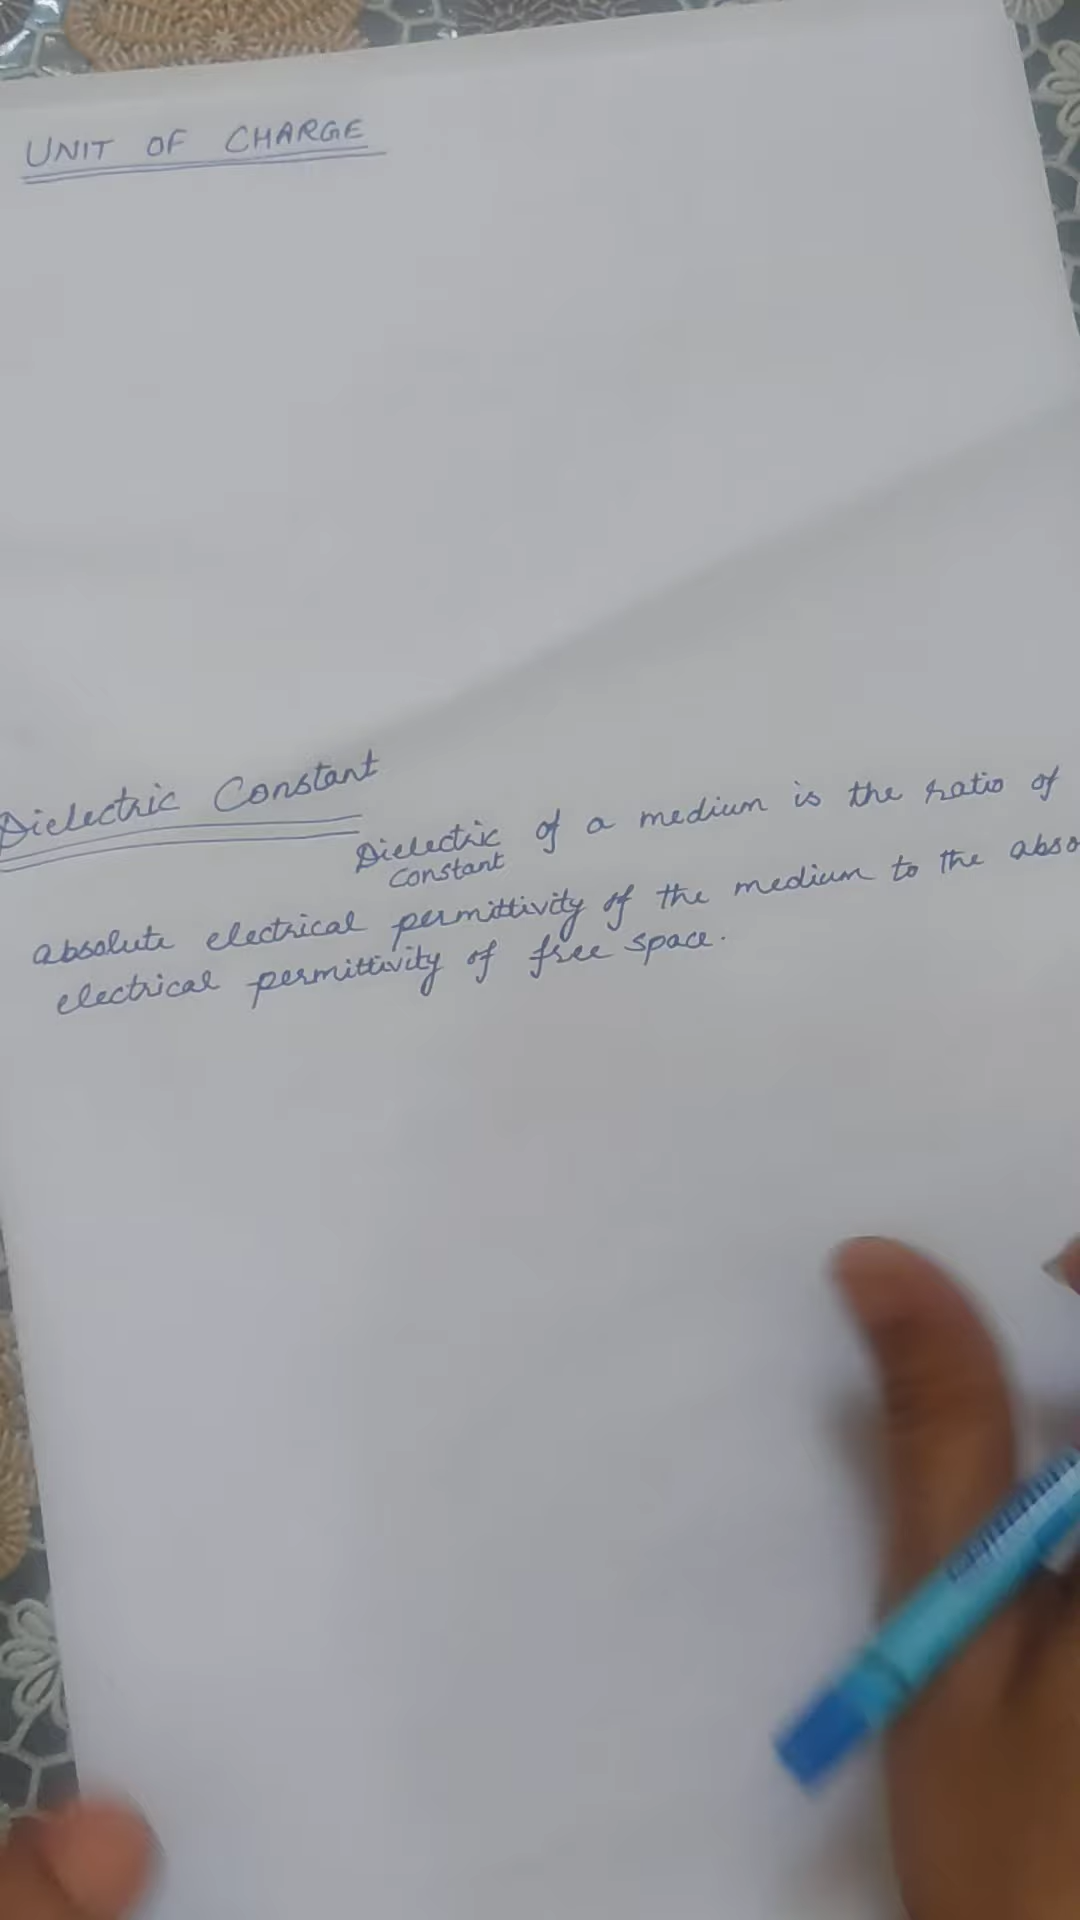 UNIT OF CHARGE
Dielectric Constant
Dielectric of a medium is the ratio of
constant
absolute electrical permittivity of the medium to the abso
electrical permittivity of free space.